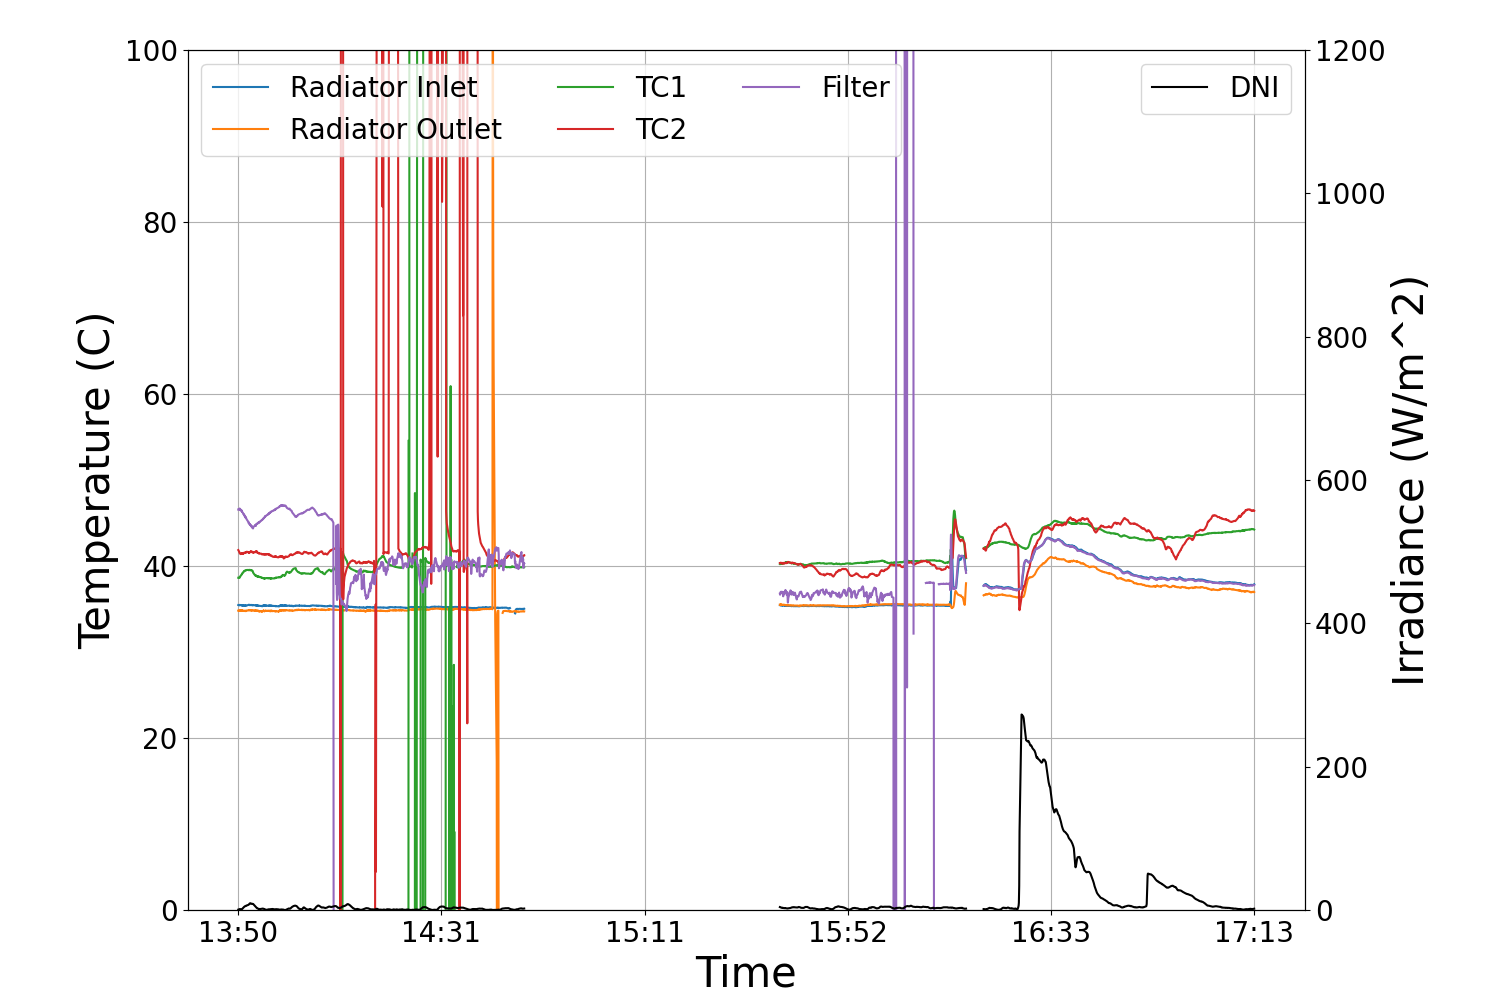 100
80
60
40
20
0
Temperature (C)
Radiator Inlet
Radiator Outlet
TC1
TC2
Filter
DNI
1200
1000
800
600
400
200
0
Irradiance (W/m^2)
13:50 14:31 15:11 15:52 16:33 17:13
Time